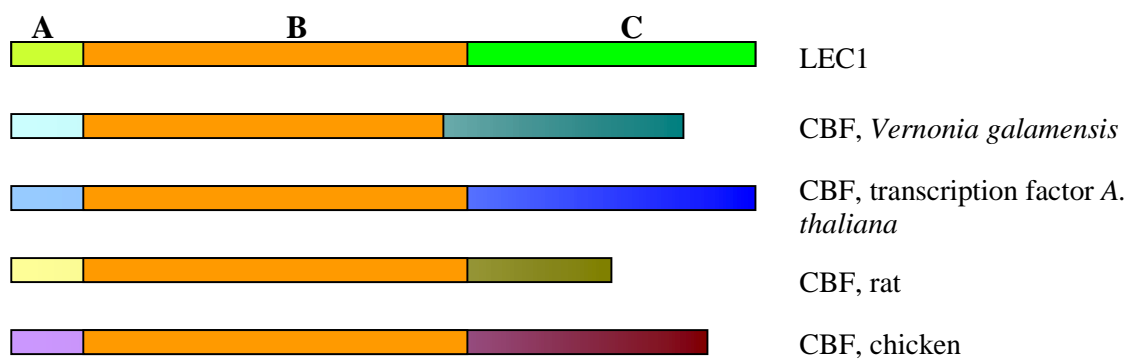 A B C
LEC1
CBF, Vernonia galamensis
CBF, transcription factor A.
thaliana
CBF, rat
CBF, chicken